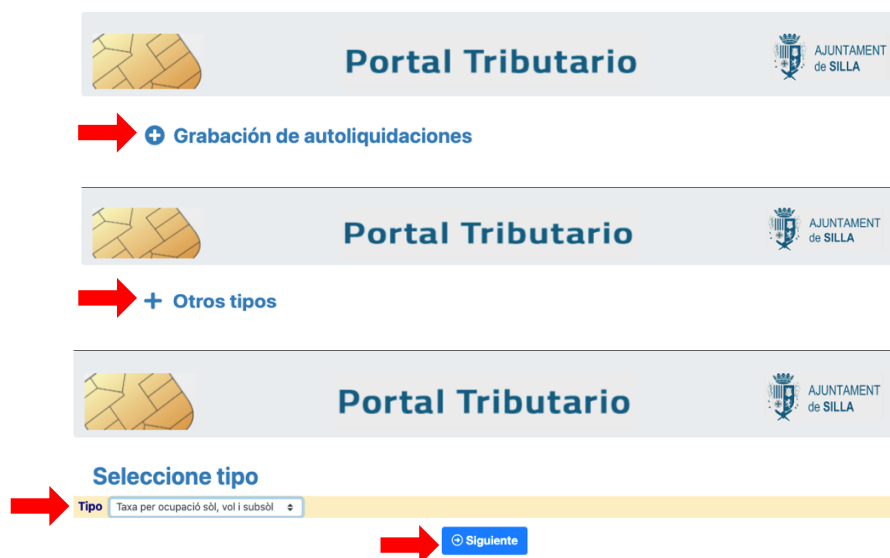 Portal Tributario
AJUNTAMENT
de SILLA
Grabación de autoliquidaciones
Portal Tributario
AJUNTAMENT
de SILLA
Otros tipos
Portal Tributario
AJUNTAMENT
de SILLA
Seleccione tipo
Tipo Taxa per ocupació sòl, vol i subsòl
Siguiente